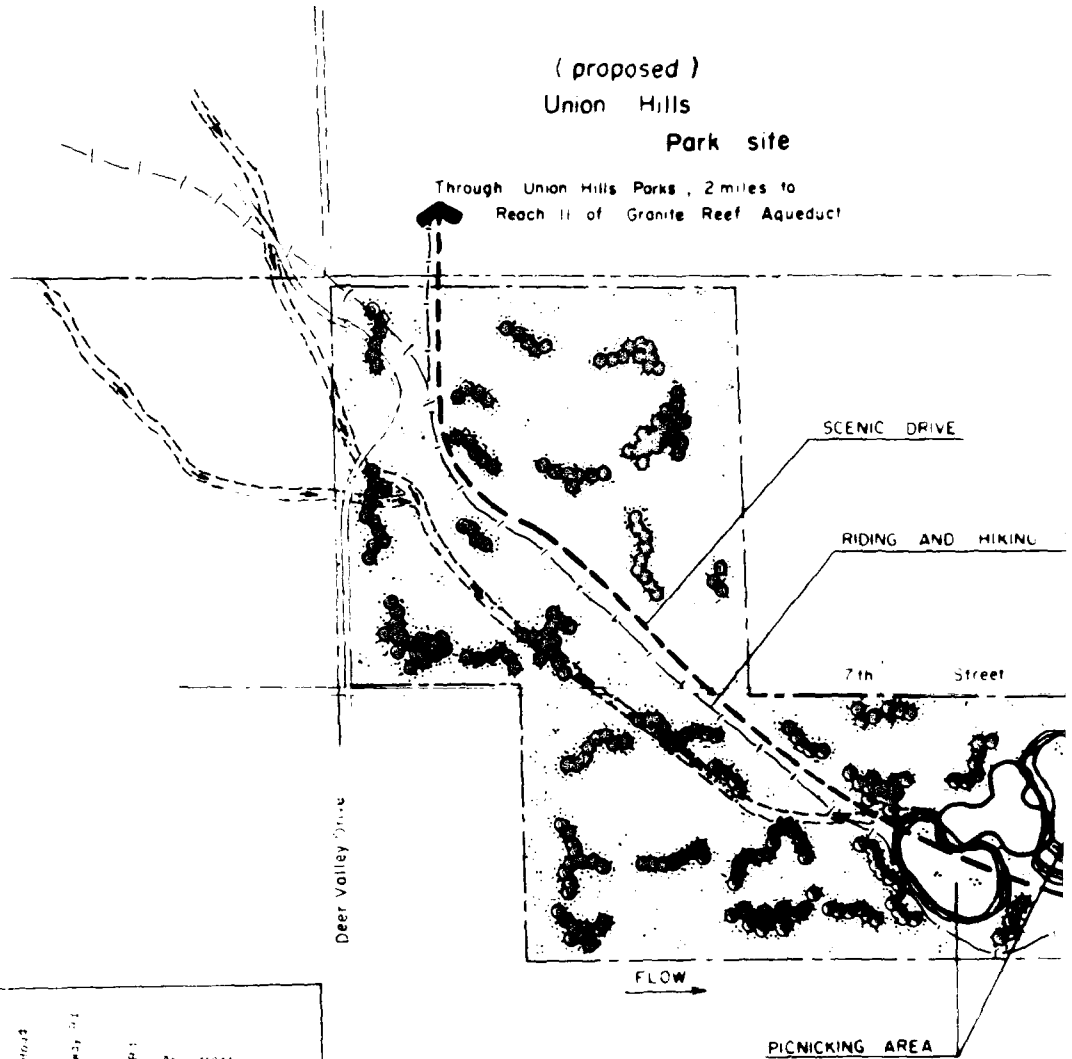 ( proposed )
Union Hills
Park site
Through Union Hills Parks , 2 miles to
Reach 11 of Granite Reef Aqueduct
SCENIC DRIVE
RIDING AND HIKING
7th Street
Deer Valley Drive
FLOW
PICNICKING AREA